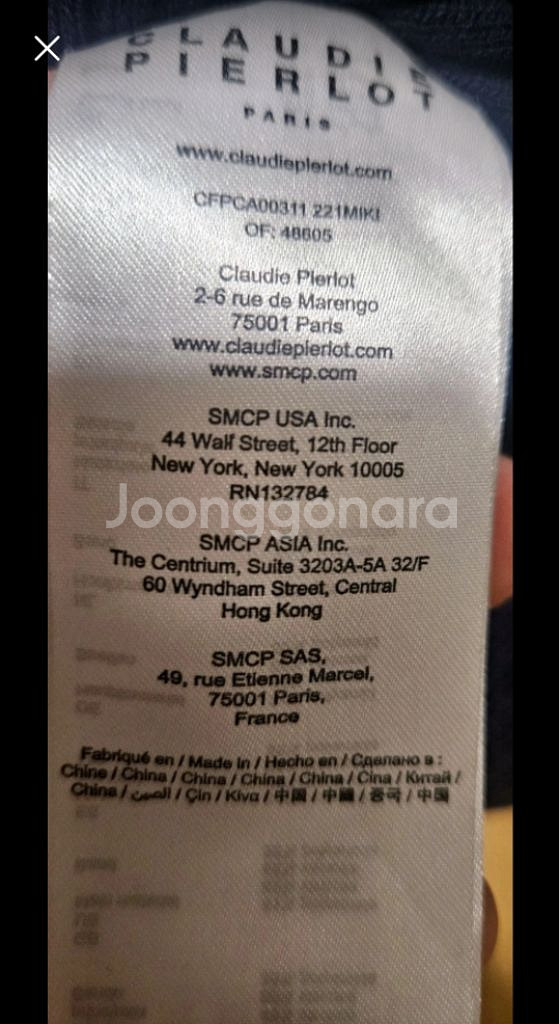 CLAUDIE
PIERLOT
PARIS
www.claudiepierlot.com
CFPCA00311 221MIKI
OF: 48605
Claudie Pierlot
2-6 rue de Marengo
75001 Paris
www.claudiepierlot.com
www.smcp.com
SMCP USA Inc.
44 Wall Street, 12th Floor
New York, New York 10005
RN132784
Joonggonara
SMCP ASIA Inc.
The Centrium, Suite 3203A-5A 32/F
60 Wyndham Street, Central
Hong Kong
SMCP SAS,
49, rue Etienne Marcel,
75001 Paris,
France
Fabriqué en / Made in / Hecho en / Сделано в :
Chine / China / China / China / China / Cina / Китай /
China / الصين / Çin / Kiva / 中国 / 中國 / 중국 / 中国